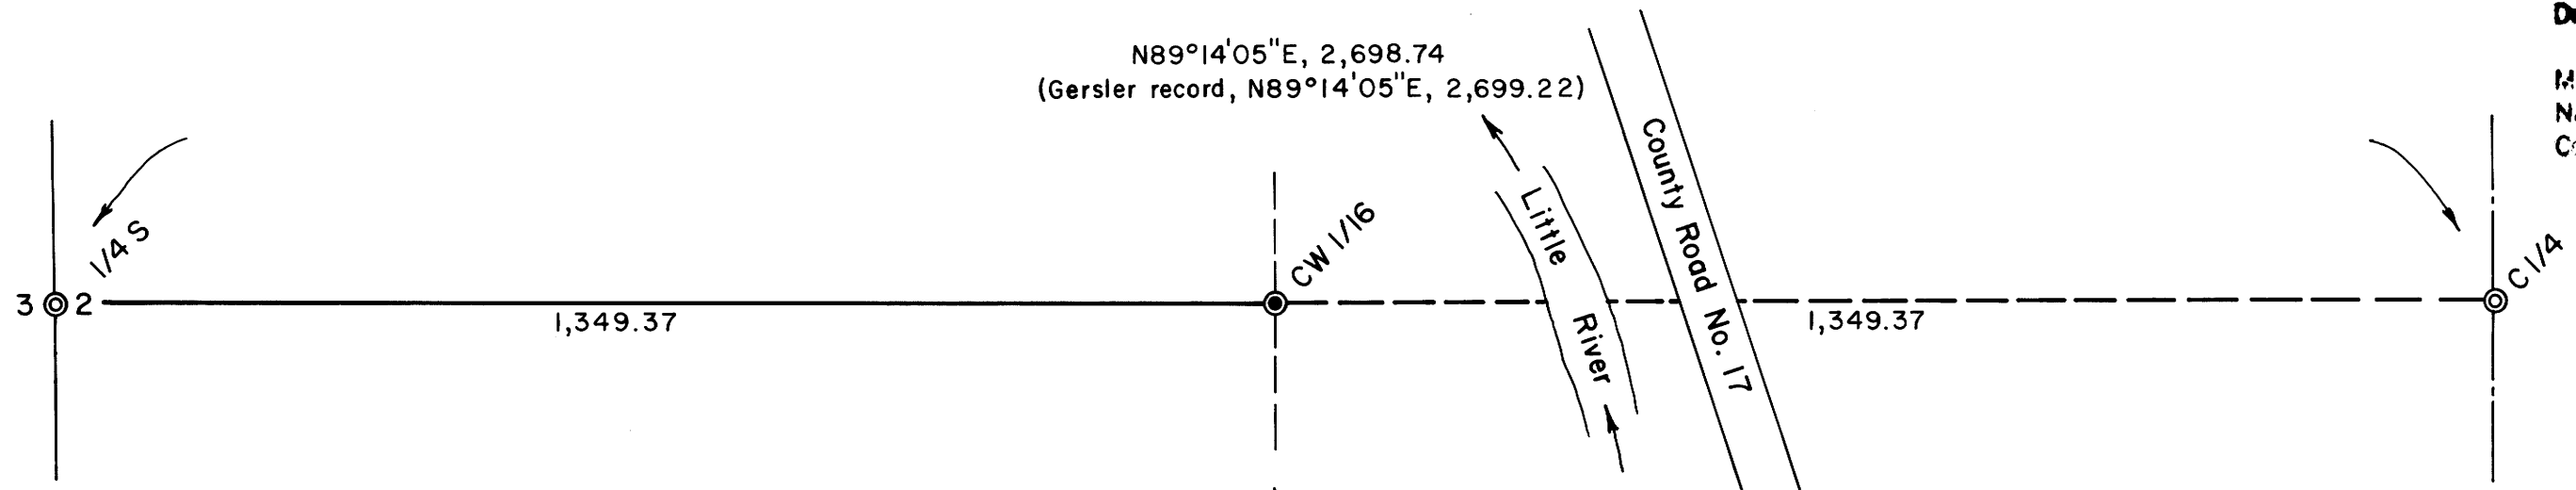 N89°14'05"E, 2,698.74
(Gersler record, N89°14'05"E, 2,699.22)
County Road No. 17
Little River
1/4 S
CW 1/16
C 1/4
3 2
1,349.37
1,349.37